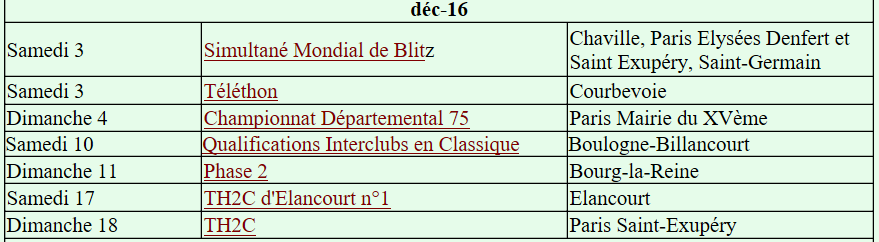 déc-16
Samedi 3 Simultané Mondial de Blitz Chaville, Paris Elysées Denfert et
Saint Exupéry, Saint-Germain
Samedi 3 Téléthon Courbevoie
Dimanche 4 Championnat Départemental 75 Paris Mairie du XVème
Samedi 10 Qualifications Interclubs en Classique Boulogne-Billancourt
Dimanche 11 Phase 2 Bourg-la-Reine
Samedi 17 TH2C d'Elancourt n°1 Elancourt
Dimanche 18 TH2C Paris Saint-Exupéry